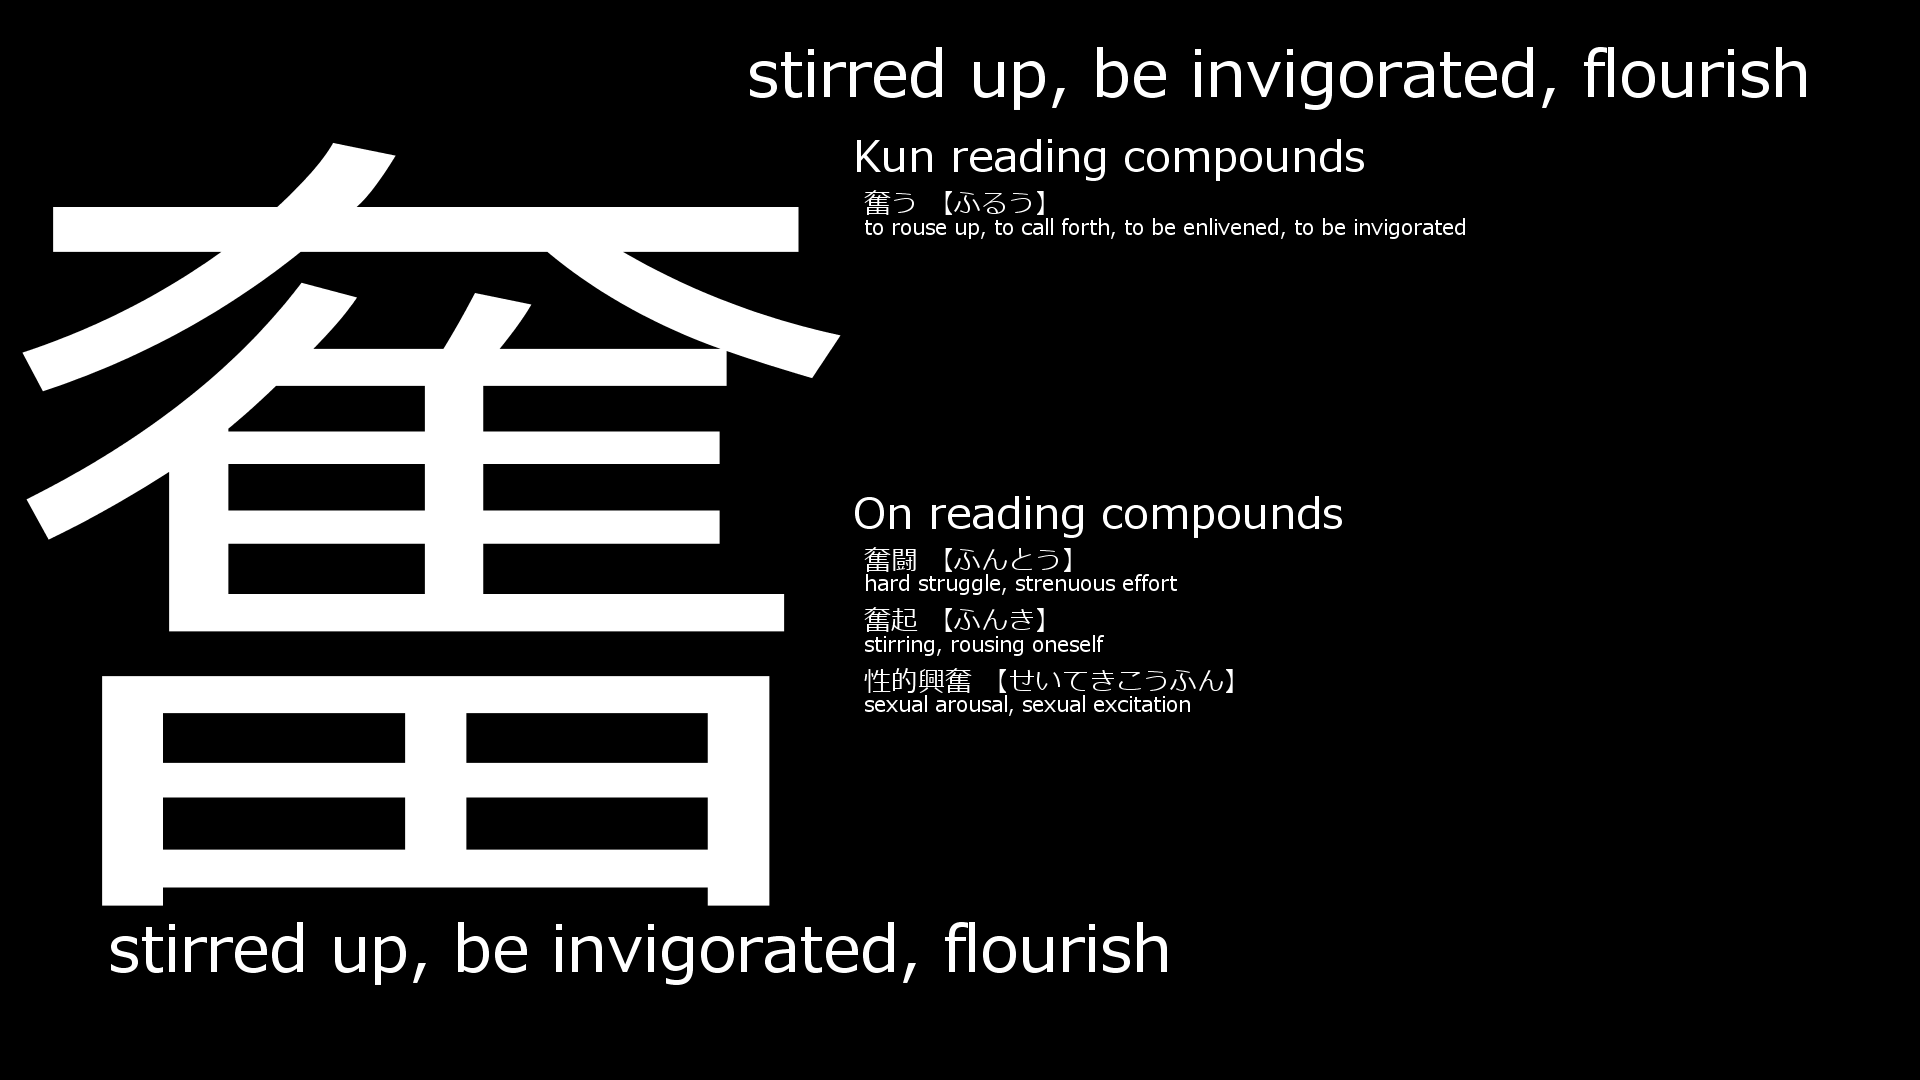 stirred up, be invigorated, flourish
奮
Kun reading compounds
奮う 【ふるう】
to rouse up, to call forth, to be enlivened, to be invigorated
On reading compounds
奮闘 【ふんとう】
hard struggle, strenuous effort
奮起 【ふんき】
stirring, rousing oneself
性的興奮 【せいてきこうふん】
sexual arousal, sexual excitation
stirred up, be invigorated, flourish